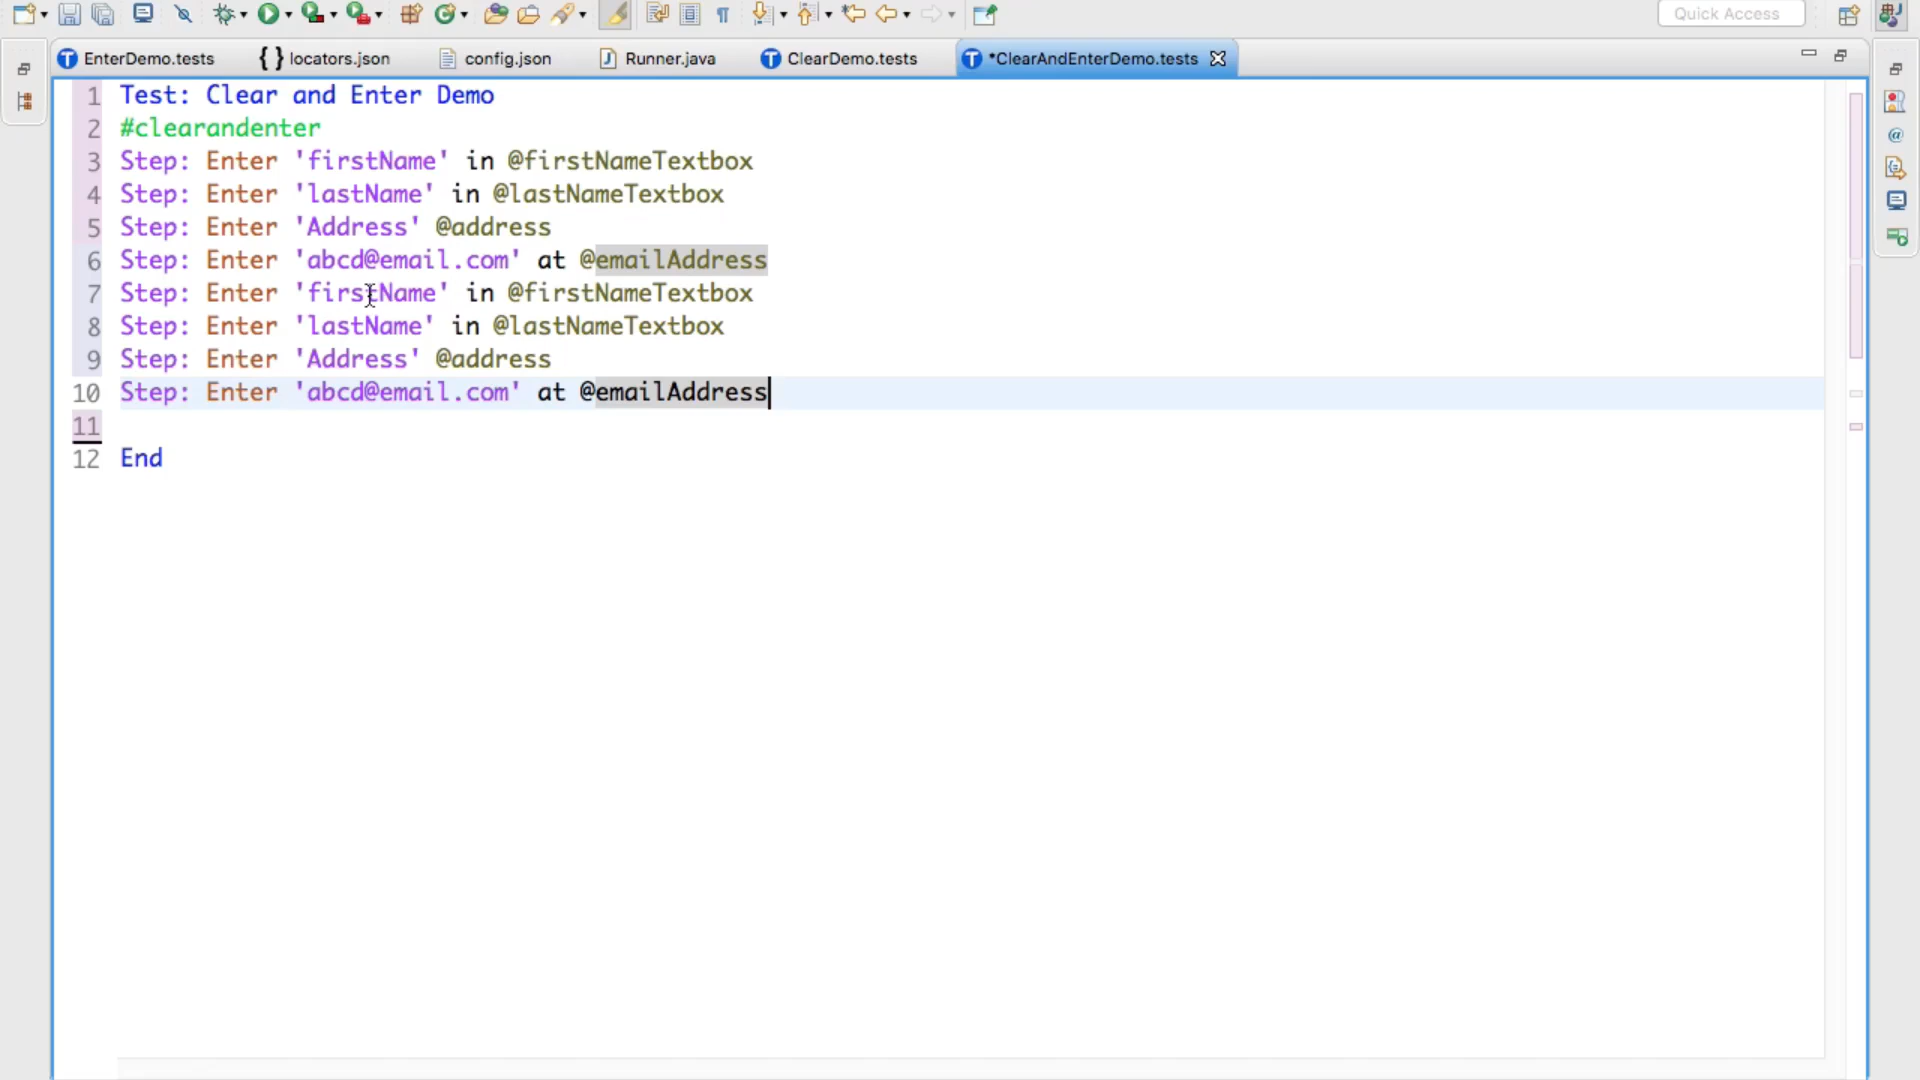 Quick Access
EnterDemo.tests
{ } locators.json
config.json
Runner.java
ClearDemo.tests
*ClearAndEnterDemo.tests
1 Test: Clear and Enter Demo
2 #clearandenter
3 Step: Enter 'firstName' in @firstNameTextbox
4 Step: Enter 'lastName' in @lastNameTextbox
5 Step: Enter 'Address' @address
6 Step: Enter 'abcd@email.com' at @emailAddress
7 Step: Enter 'firstName' in @firstNameTextbox
8 Step: Enter 'lastName' in @lastNameTextbox
9 Step: Enter 'Address' @address
10 Step: Enter 'abcd@email.com' at @emailAddress
11
12 End